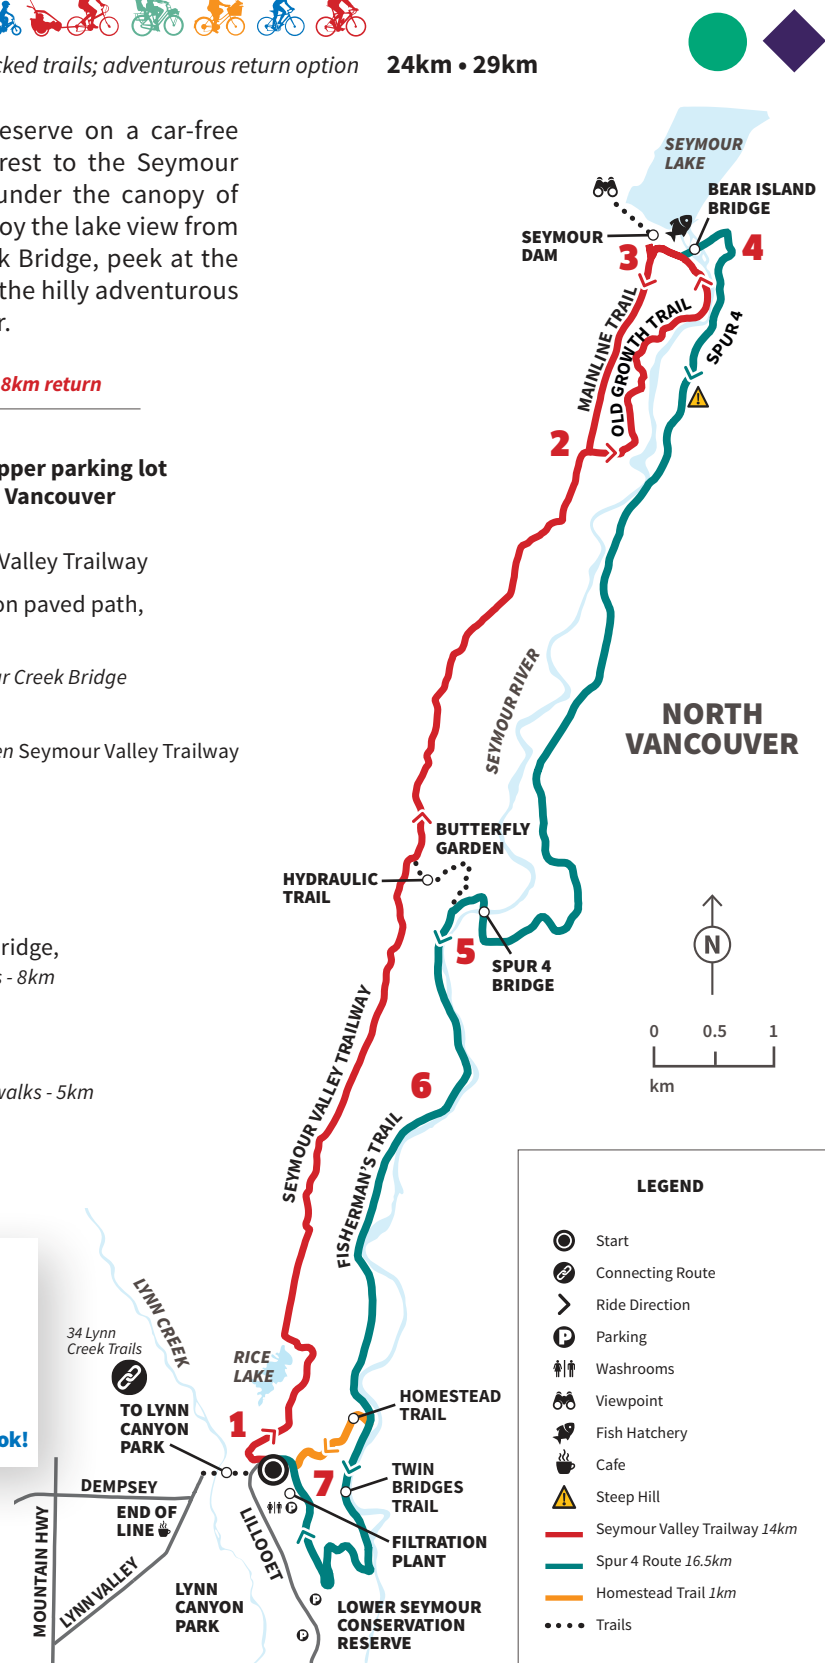 cked trails; adventurous return option 24km • 29km
eserve on a car-free
rest to the Seymour
under the canopy of
oy the lake view from
k Bridge, peek at the
the hilly adventurous
r.
8km return
pper parking lot
Vancouver
Valley Trailway
on paved path,
ur Creek Bridge
en Seymour Valley Trailway
ridge,
s - 8km
walks - 5km
ok!
SEYMOUR
LAKE
BEAR ISLAND
BRIDGE
SEYMOUR
DAM
3
4
MAINLINE TRAIL
OLD GROWTH TRAIL
SPUR 4
2
SEYMOUR RIVER
NORTH
VANCOUVER
BUTTERFLY
GARDEN
HYDRAULIC
TRAIL
5
SPUR 4
BRIDGE
N
0 0.5 1
km
SEYMOUR VALLEY TRAILWAY
6
FISHERMAN'S TRAIL
LYNN CREEK
34 Lynn
Creek Trails
RICE
LAKE
TO LYNN
CANYON
PARK
1
HOMESTEAD
TRAIL
7
TWIN
BRIDGES
TRAIL
DEMPSEY
END OF
LINE
P
FILTRATION
PLANT
MOUNTAIN HWY
LYNN VALLEY
LILLOOET
LYNN
CANYON
PARK
P
P
LOWER SEYMOUR
CONSERVATION
RESERVE
LEGEND
Start
Connecting Route
Ride Direction
P Parking
Washrooms
Viewpoint
Fish Hatchery
Cafe
Steep Hill
Seymour Valley Trailway 14km
Spur 4 Route 16.5km
Homestead Trail 1km
Trails